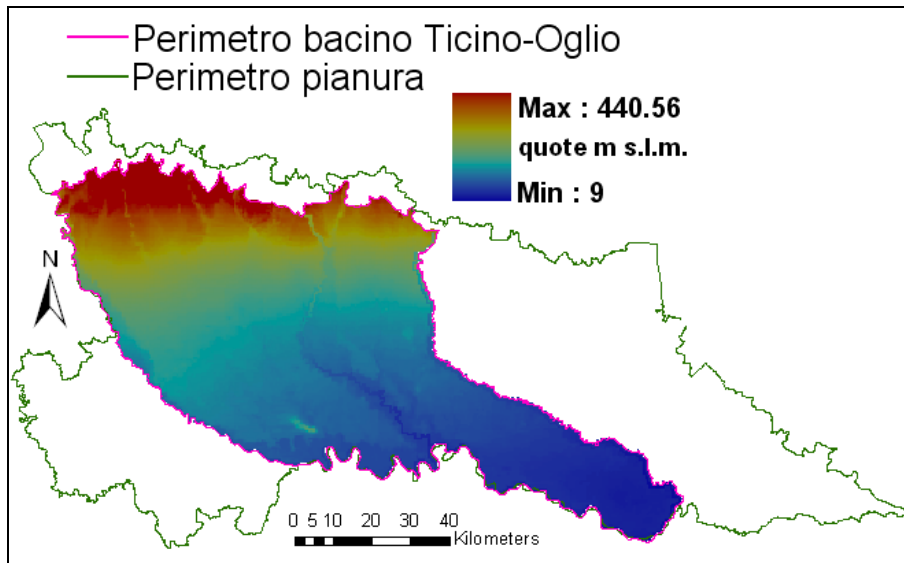 Perimetro bacino Ticino-Oglio
Perimetro pianura
Max : 440.56
quote m s.l.m.
Min : 9
N
0 5 10 20 30 40
Kilometers